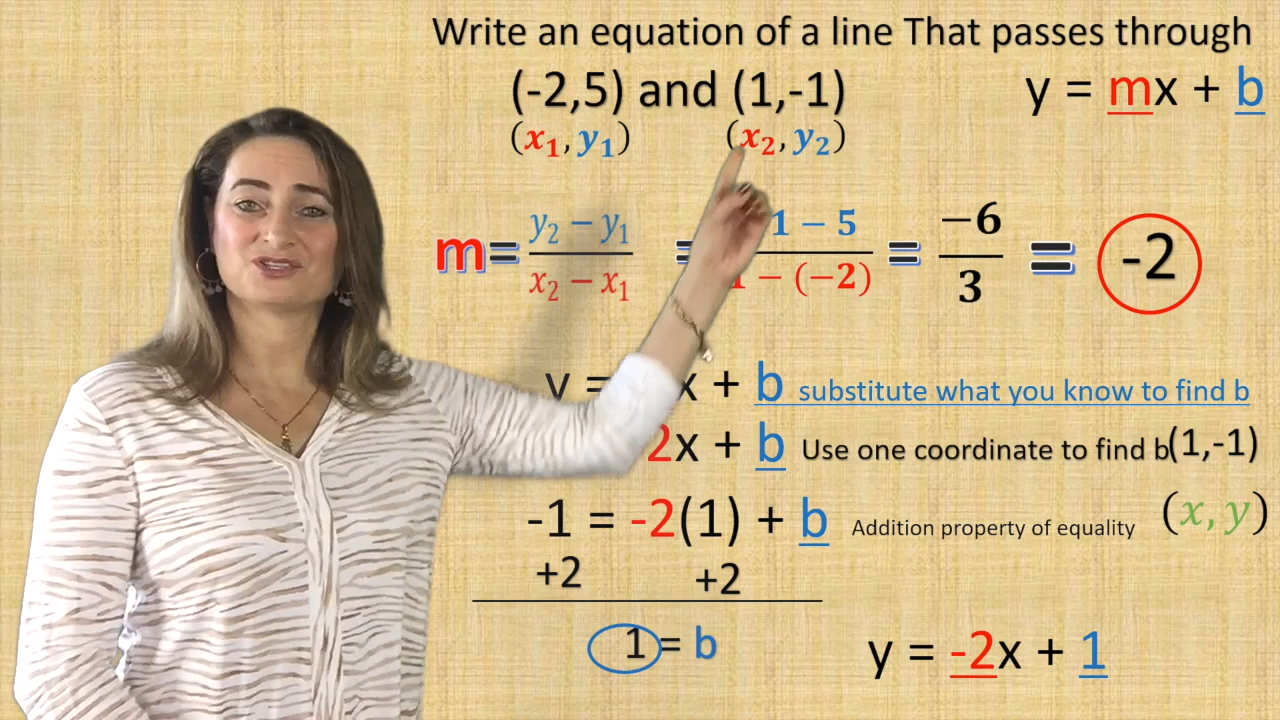 Write an equation of a line That passes through
(-2,5) and (1,-1) y = mx + b
(x₁, y₁) (x₂, y₂)
m= y₂ − y₁ / x₂ − x₁ = 1 − 5 / − (−2) = −6 / 3 = -2
= x + b substitute what you know to find b
2x + b Use one coordinate to find b(1,-1)
-1 = -2(1) + b Addition property of equality (x, y)
+2 +2
1 = b y = -2x + 1